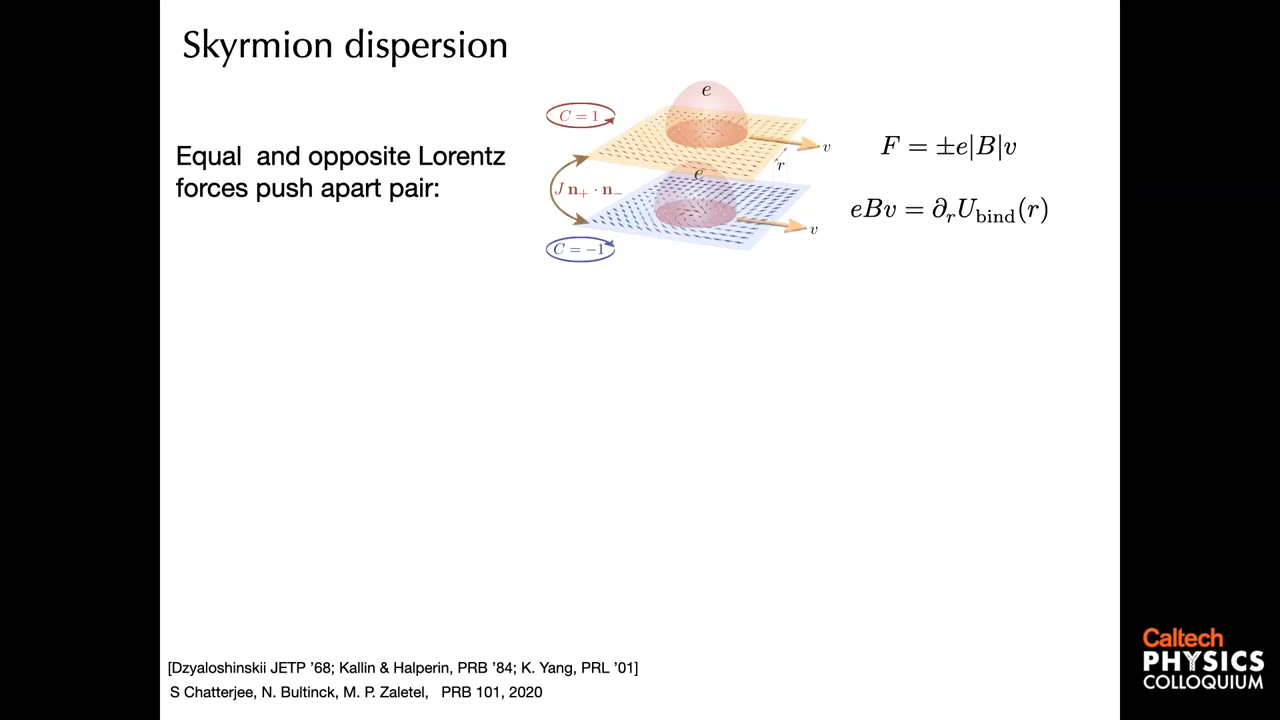 Skyrmion dispersion
Equal and opposite Lorentz
forces push apart pair:
C = 1
e
v
r
J n₊ · n₋
e
v
C = −1
F = ±e|B|v
eBv = ∂ᵣU_bind(r)
[Dzyaloshinskii JETP ’68; Kallin & Halperin, PRB ’84; K. Yang, PRL ’01]
S Chatterjee, N. Bultinck, M. P. Zaletel, PRB 101, 2020
Caltech
PHYSICS
COLLOQUIUM